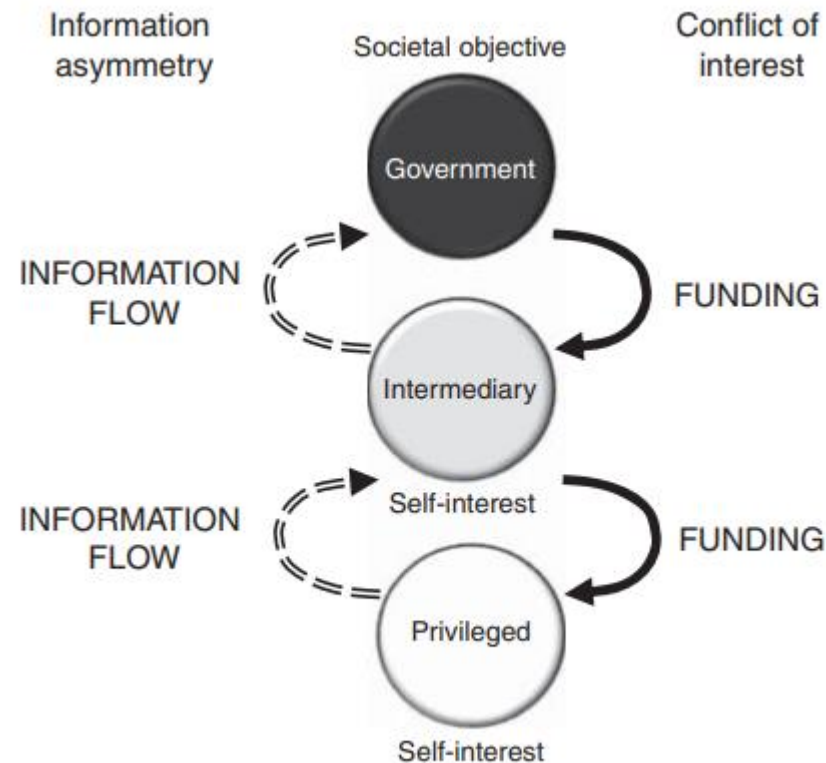 Information
asymmetry
Societal objective
Conflict of
interest
Government
INFORMATION
FLOW
FUNDING
Intermediary
Self-interest
INFORMATION
FLOW
FUNDING
Privileged
Self-interest